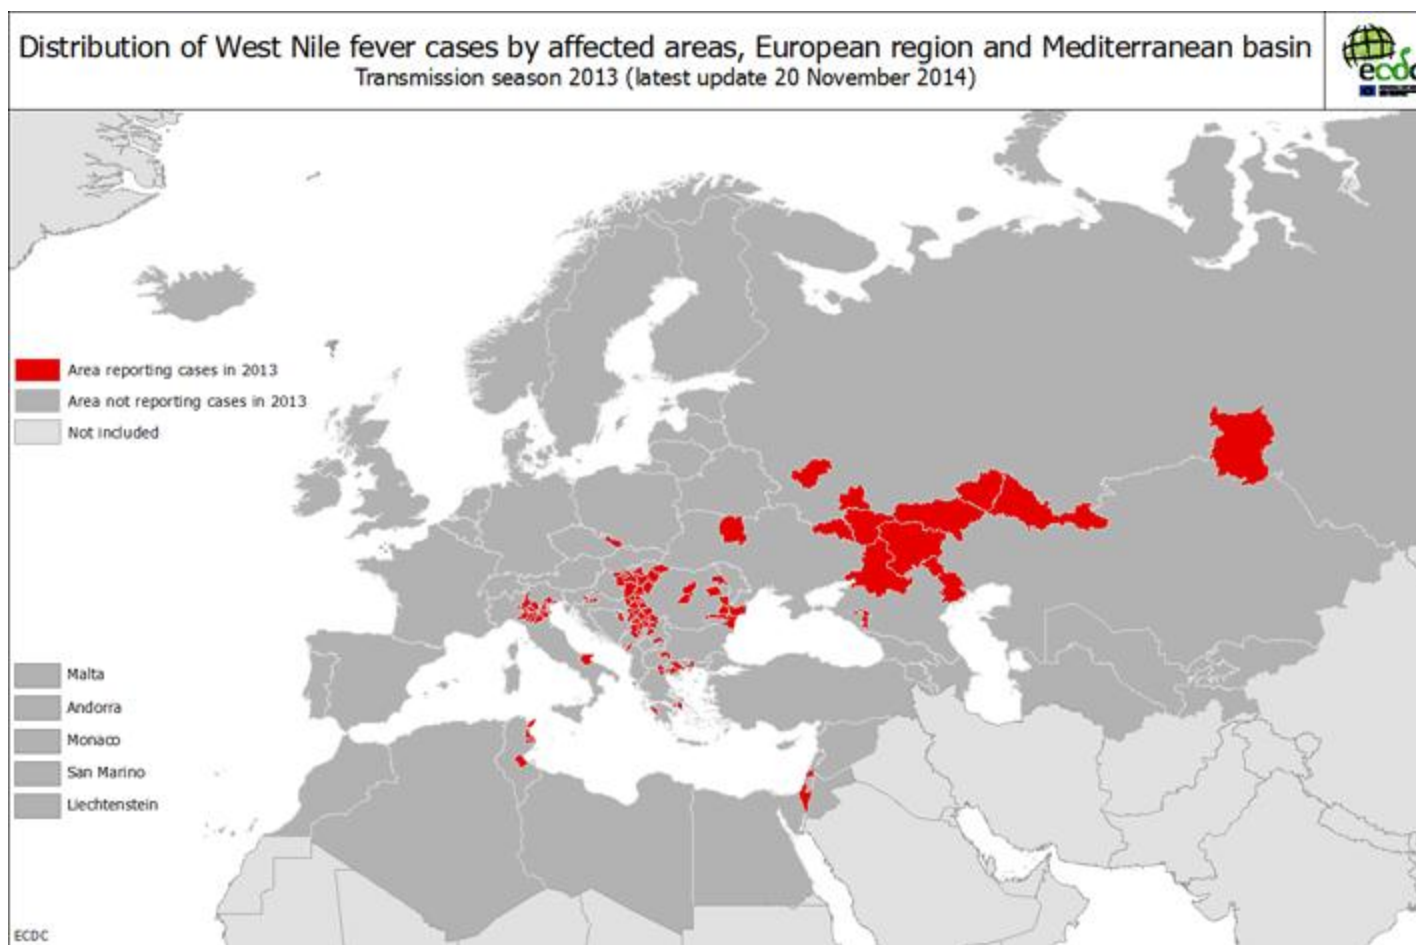 Distribution of West Nile fever cases by affected areas, European region and Mediterranean basin
Transmission season 2013 (latest update 20 November 2014)
ecdc
Area reporting cases in 2013
Area not reporting cases in 2013
Not included
Malta
Andorra
Monaco
San Marino
Liechtenstein
ECDC